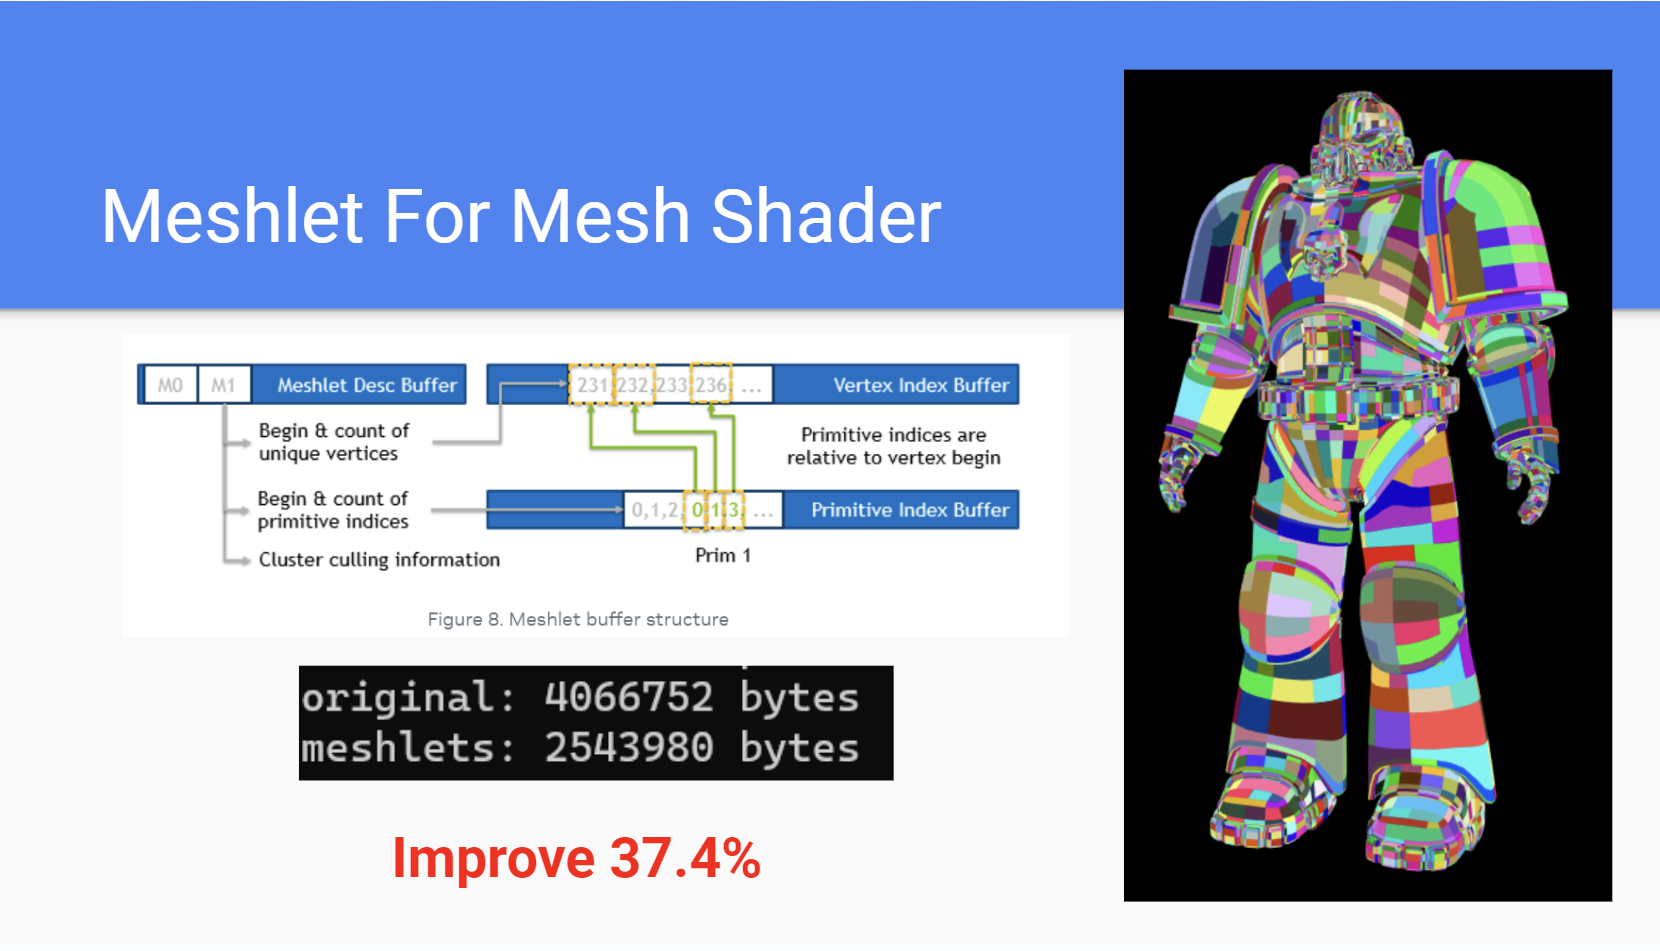 Meshlet For Mesh Shader
M0 M1 Meshlet Desc Buffer
231 232 233 236 ... Vertex Index Buffer
Begin & count of
unique vertices
Primitive indices are
relative to vertex begin
Begin & count of
primitive indices
0,1,2, 0,1,3, ... Primitive Index Buffer
Cluster culling information
Prim 1
Figure 8. Meshlet buffer structure
original: 4066752 bytes
meshlets: 2543980 bytes
Improve 37.4%